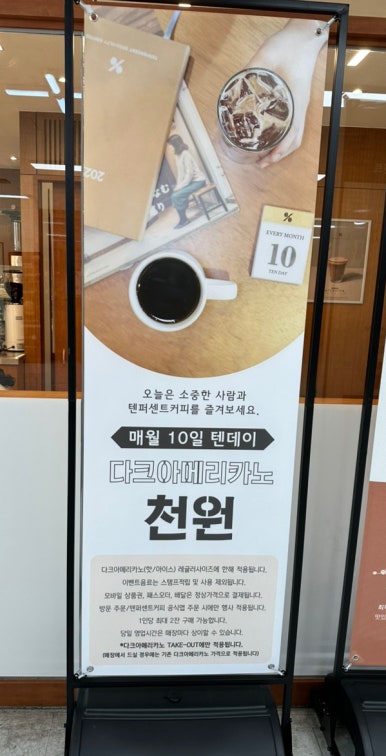 %
202
EVERY MONTH
10
TEN DAY
오늘은 소중한 사람과
텐퍼센트커피를 즐겨보세요.
매월 10일 텐데이
다크아메리카노
천원
다크아메리카노(핫/아이스) 레귤러사이즈에 한해 적용됩니다.
이벤트음료는 스탬프적립 및 사용 제외됩니다.
모바일 상품권, 패스오더, 배달은 정상가격으로 결제됩니다.
방문 주문/텐퍼센트커피 공식앱 주문 시에만 행사 적용됩니다.
1인당 최대 2잔 구매 가능합니다.
당일 영업시간은 매장마다 상이할 수 있습니다.
*다크아메리카노 TAKE-OUT에만 적용됩니다.
(매장에서 드실 경우에는 기존 다크아메리카노 가격으로 적용됩니다)